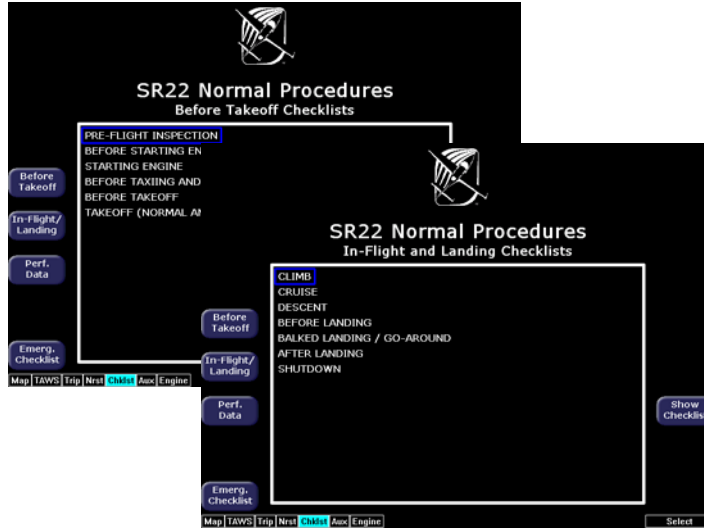 SR22 Normal Procedures
Before Takeoff Checklists
PRE-FLIGHT INSPECTION
BEFORE STARTING EN
STARTING ENGINE
BEFORE TAXIING AND
BEFORE TAKEOFF
TAKEOFF (NORMAL AN
Before
Takeoff
In-Flight/
Landing
Perf.
Data
Emerg.
Checklist
Map TAWS Trip Nrst Chklst Aux Engine
SR22 Normal Procedures
In-Flight and Landing Checklists
CLIMB
CRUISE
DESCENT
BEFORE LANDING
BALKED LANDING / GO-AROUND
AFTER LANDING
SHUTDOWN
Before
Takeoff
In-Flight/
Landing
Perf.
Data
Emerg.
Checklist
Show
Checklis
Map TAWS Trip Nrst Chklst Aux Engine
Select